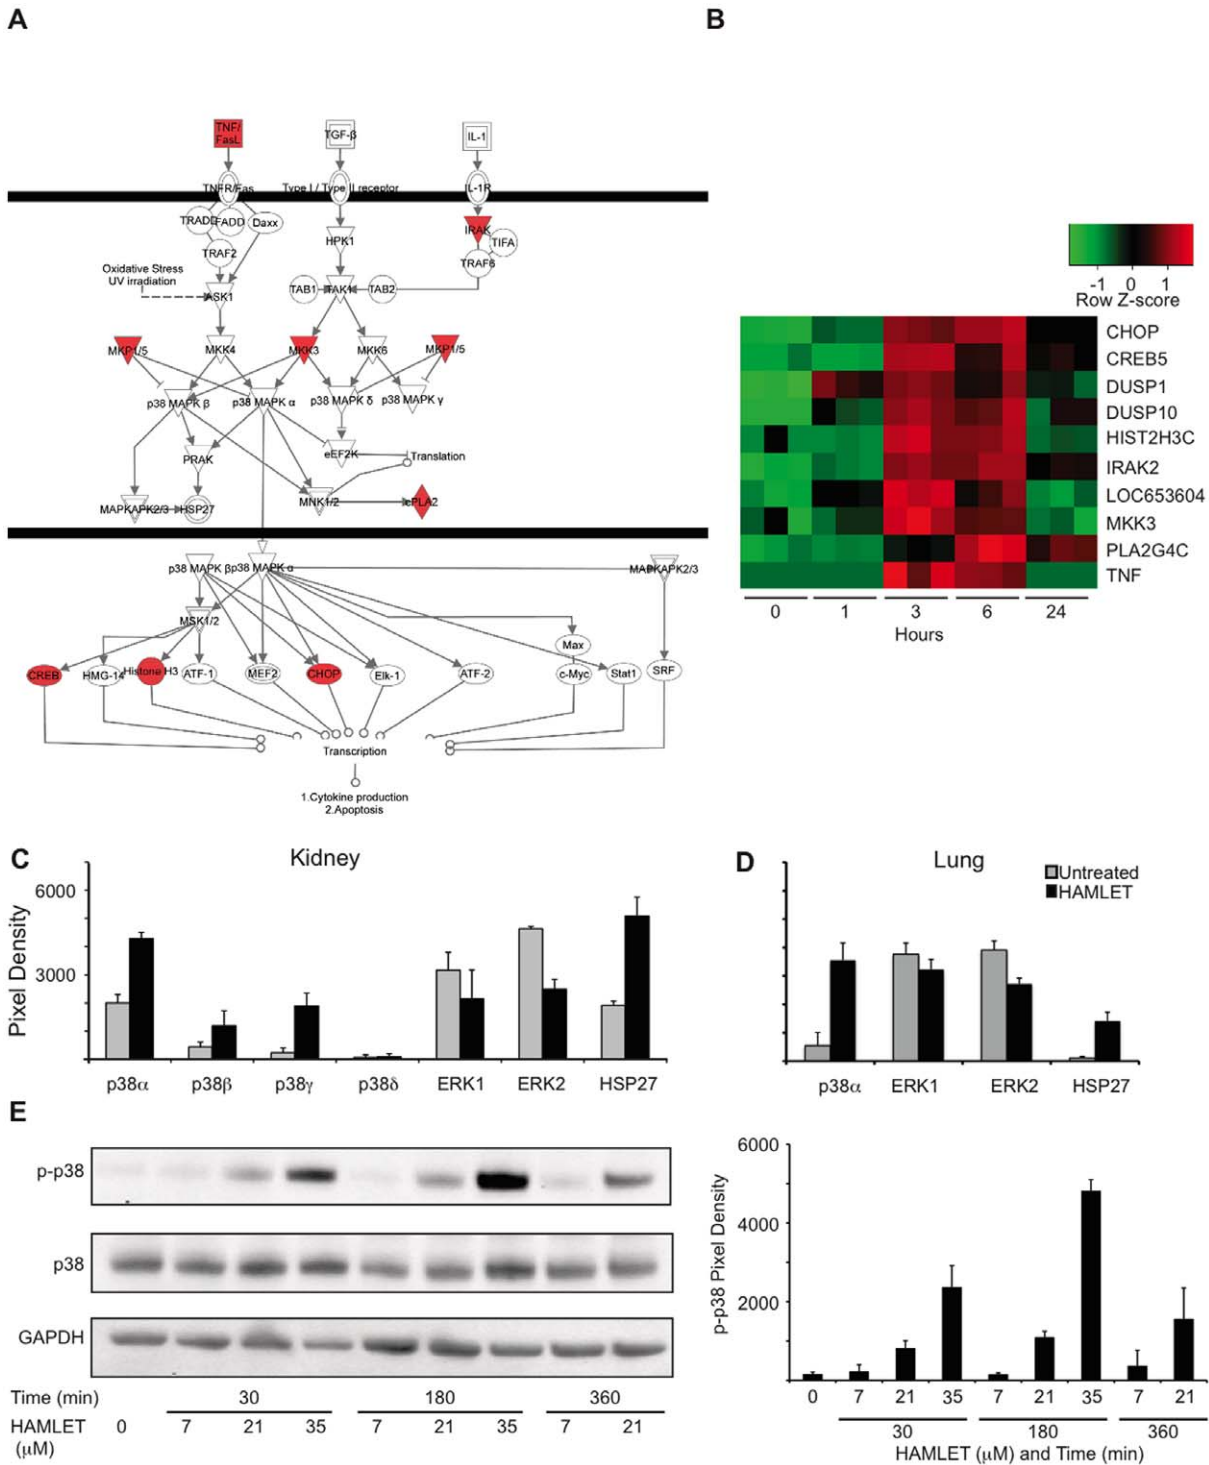 A
TNF/
FasL
TGF-β
IL-1
TNFR/Fas
Type I / Type II receptor
IL-1R
TRADD
FADD
Daxx
HPK1
IRAK
TIFA
TRAF2
TRAF6
Oxidative Stress
UV irradiation
ASK1
TAB1
TAK1
TAB2
MKP1/5
MKK4
MKK3
MKK6
MKP1/5
p38 MAPK β
p38 MAPK α
p38 MAPK δ
p38 MAPK γ
PRAK
eEF2K
Translation
MAPKAPK2/3
HSP27
MNK1/2
cPLA2
p38 MAPK β
p38 MAPK α
MAPKAPK2/3
MSK1/2
Max
CREB
HMG-14
Histone H3
ATF-1
MEF2
CHOP
Elk-1
ATF-2
c-Myc
Stat1
SRF
Transcription
1.Cytokine production
2.Apoptosis
B
-1 0 1
Row Z-score
CHOP
CREB5
DUSP1
DUSP10
HIST2H3C
IRAK2
LOC653604
MKK3
PLA2G4C
TNF
0 1 3 6 24
Hours
C
Kidney
Pixel Density
6000
3000
p38α p38β p38γ p38δ ERK1 ERK2 HSP27
D
Lung
Untreated
HAMLET
p38α ERK1 ERK2 HSP27
E
p-p38
p38
GAPDH
Time (min) 30 180 360
HAMLET 0 7 21 35 7 21 35 7 21
(μM)
p-p38 Pixel Density
6000
4000
2000
0 7 21 35 7 21 35 7 21
30 180 360
HAMLET (μM) and Time (min)